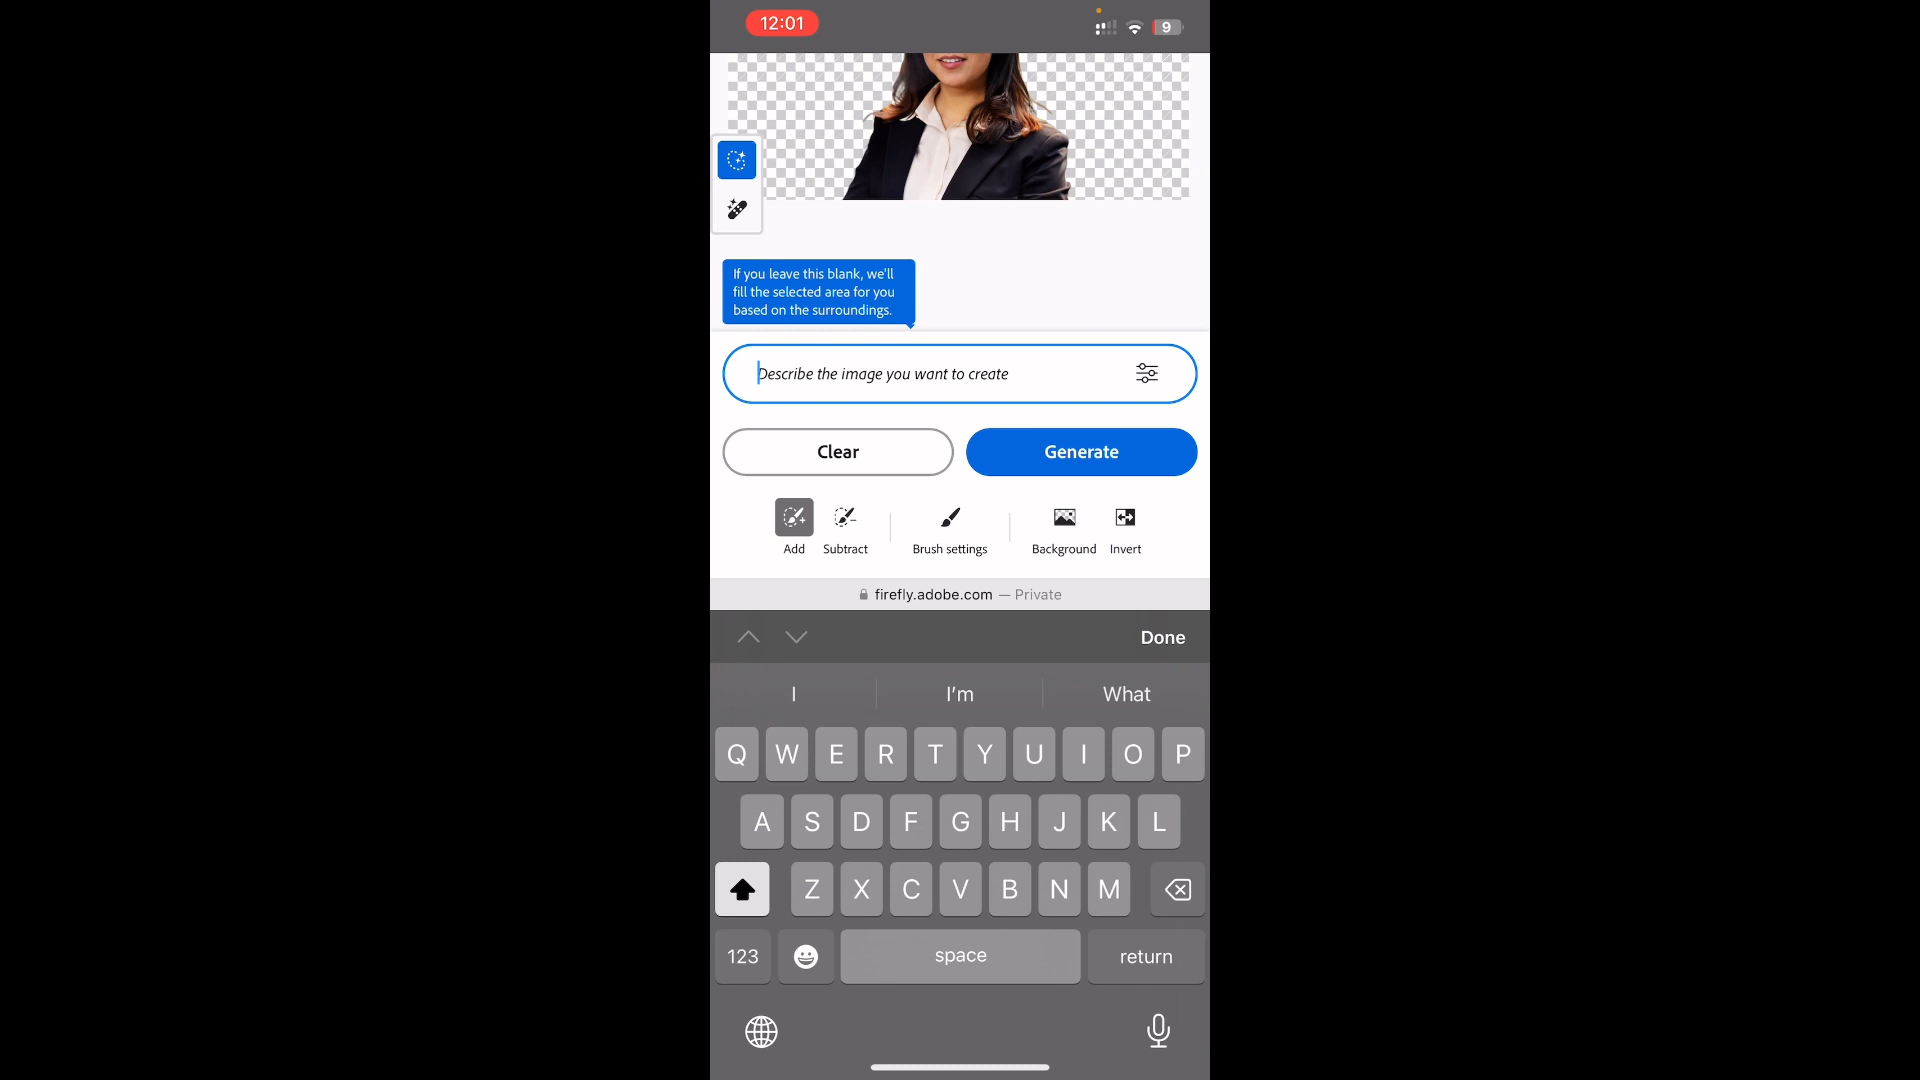 12:01
9
If you leave this blank, we'll
fill the selected area for you
based on the surroundings.
Describe the image you want to create
Clear
Generate
Add
Subtract
Brush settings
Background
Invert
firefly.adobe.com — Private
Done
I
I'm
What
Q W E R T Y U I O P
A S D F G H J K L
Z X C V B N M
123
space
return